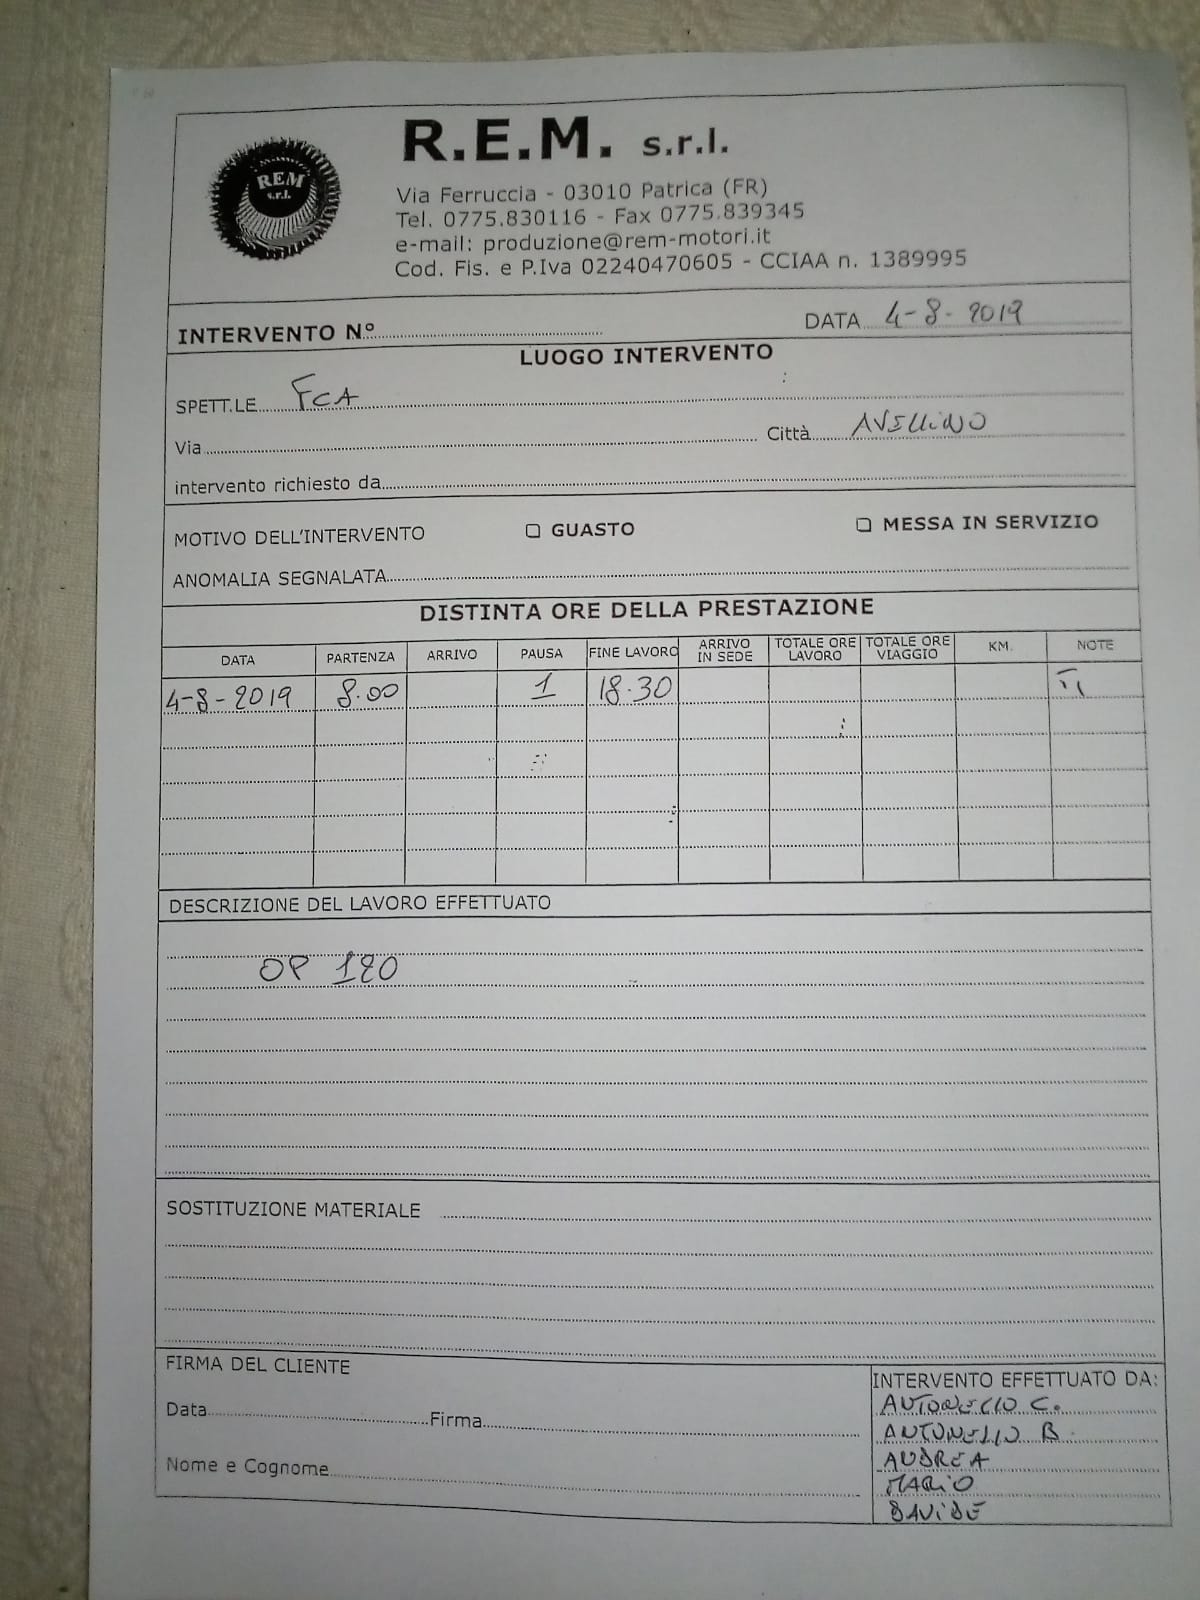 REM
s.r.l.
R.E.M. s.r.l.
Via Ferruccia - 03010 Patrica (FR)
Tel. 0775.830116 - Fax 0775.839345
e-mail: produzione@rem-motori.it
Cod. Fis. e P.Iva 02240470605 - CCIAA n. 1389995
INTERVENTO N° DATA 4-8-2019
LUOGO INTERVENTO
SPETT.LE FCA
Via Città AVELLINO
intervento richiesto da
MOTIVO DELL'INTERVENTO GUASTO MESSA IN SERVIZIO
ANOMALIA SEGNALATA
DISTINTA ORE DELLA PRESTAZIONE
DATA PARTENZA ARRIVO PAUSA FINE LAVORO ARRIVO IN SEDE TOTALE ORE LAVORO TOTALE ORE VIAGGIO KM. NOTE
4-8-2019 8.00 1 18.30
DESCRIZIONE DEL LAVORO EFFETTUATO
OP 120
SOSTITUZIONE MATERIALE
FIRMA DEL CLIENTE
Data Firma
Nome e Cognome
INTERVENTO EFFETTUATO DA:
ANTONELLO C.
ANTONELLO B
ANDREA
MARIO
DAVIDE